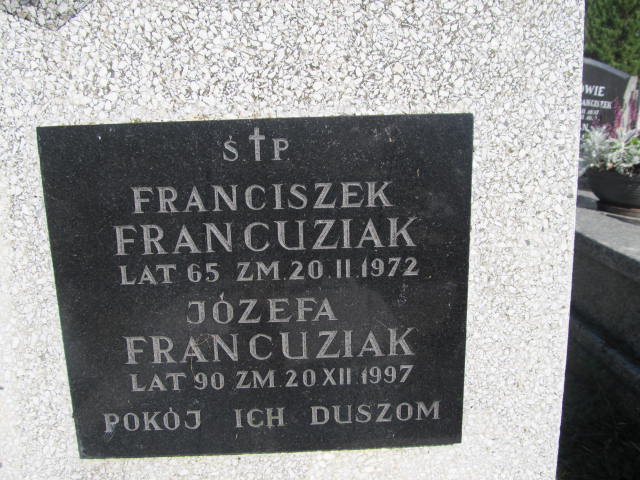 Ś✝P
FRANCISZEK
FRANCUZIAK
LAT 65 ZM. 20 II 1972
JÓZEFA
FRANCUZIAK
LAT 90 ZM. 20 XII 1997
POKÓJ ICH DUSZOM
OWIE